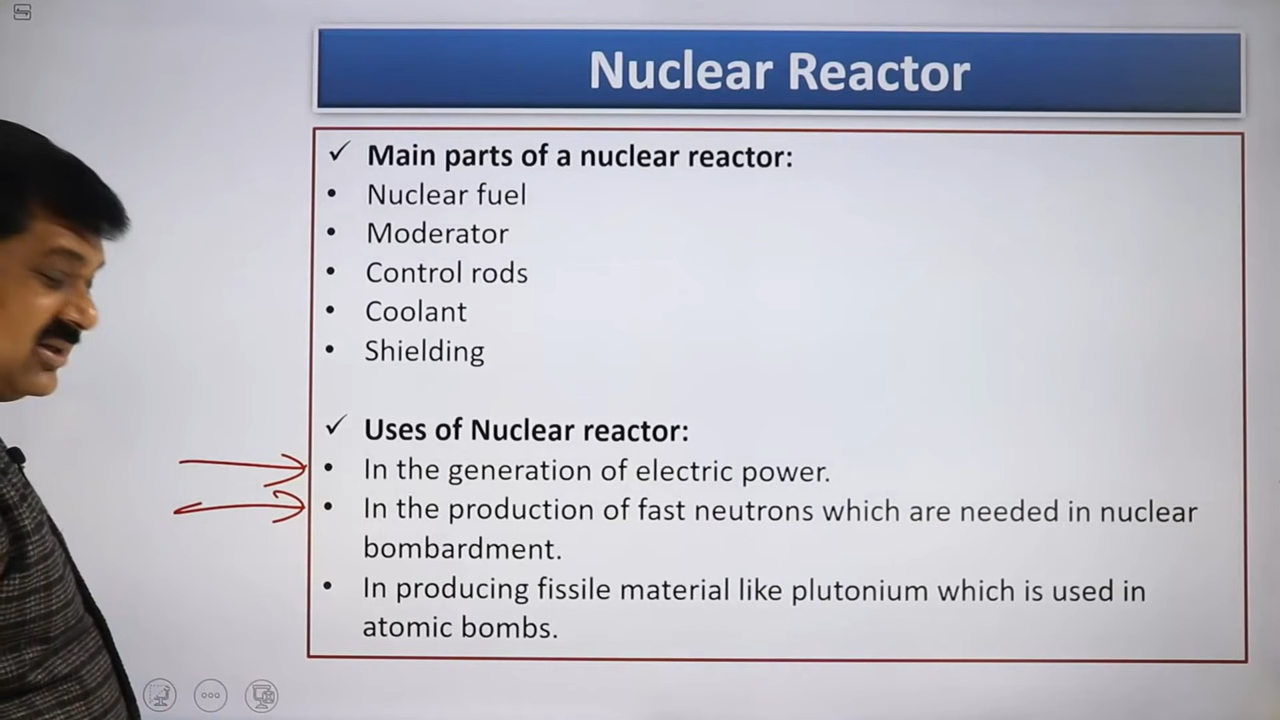 Nuclear Reactor
✓ Main parts of a nuclear reactor:
• Nuclear fuel
• Moderator
• Control rods
• Coolant
• Shielding
✓ Uses of Nuclear reactor:
• In the generation of electric power.
• In the production of fast neutrons which are needed in nuclear
bombardment.
• In producing fissile material like plutonium which is used in
atomic bombs.